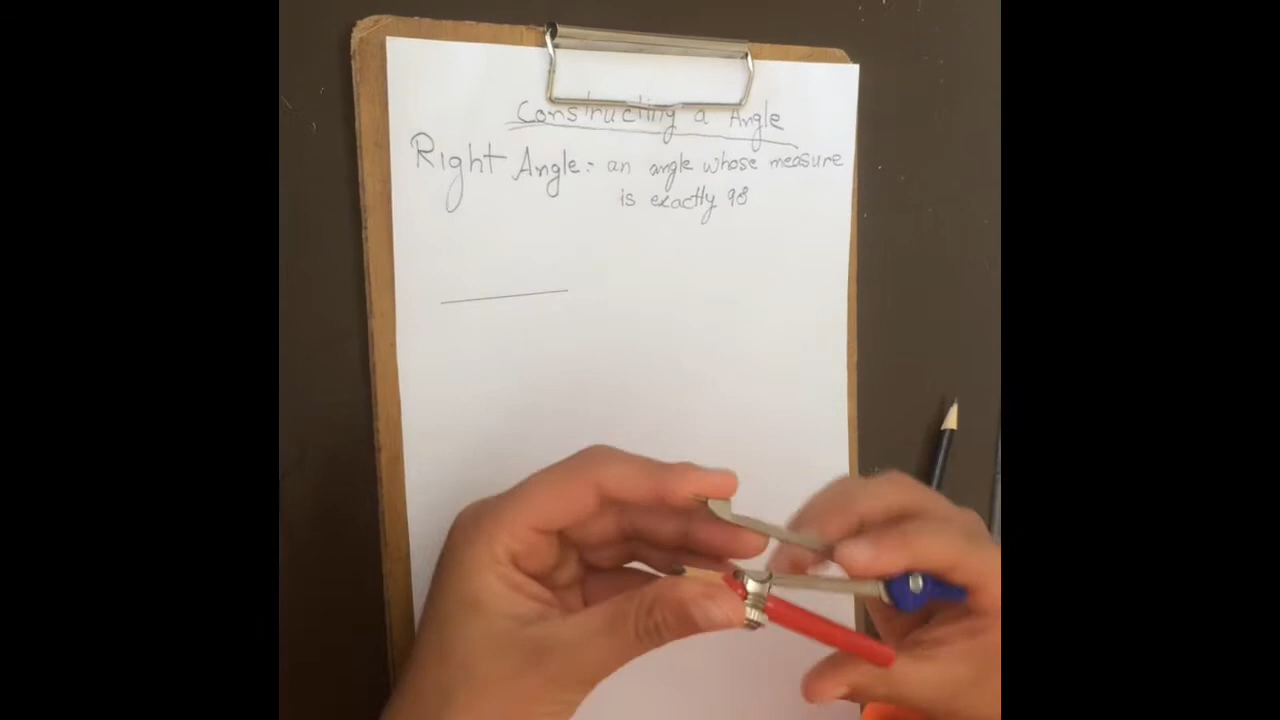 Constructing a Angle
Right Angle:- an angle whose measure
is exactly 90°